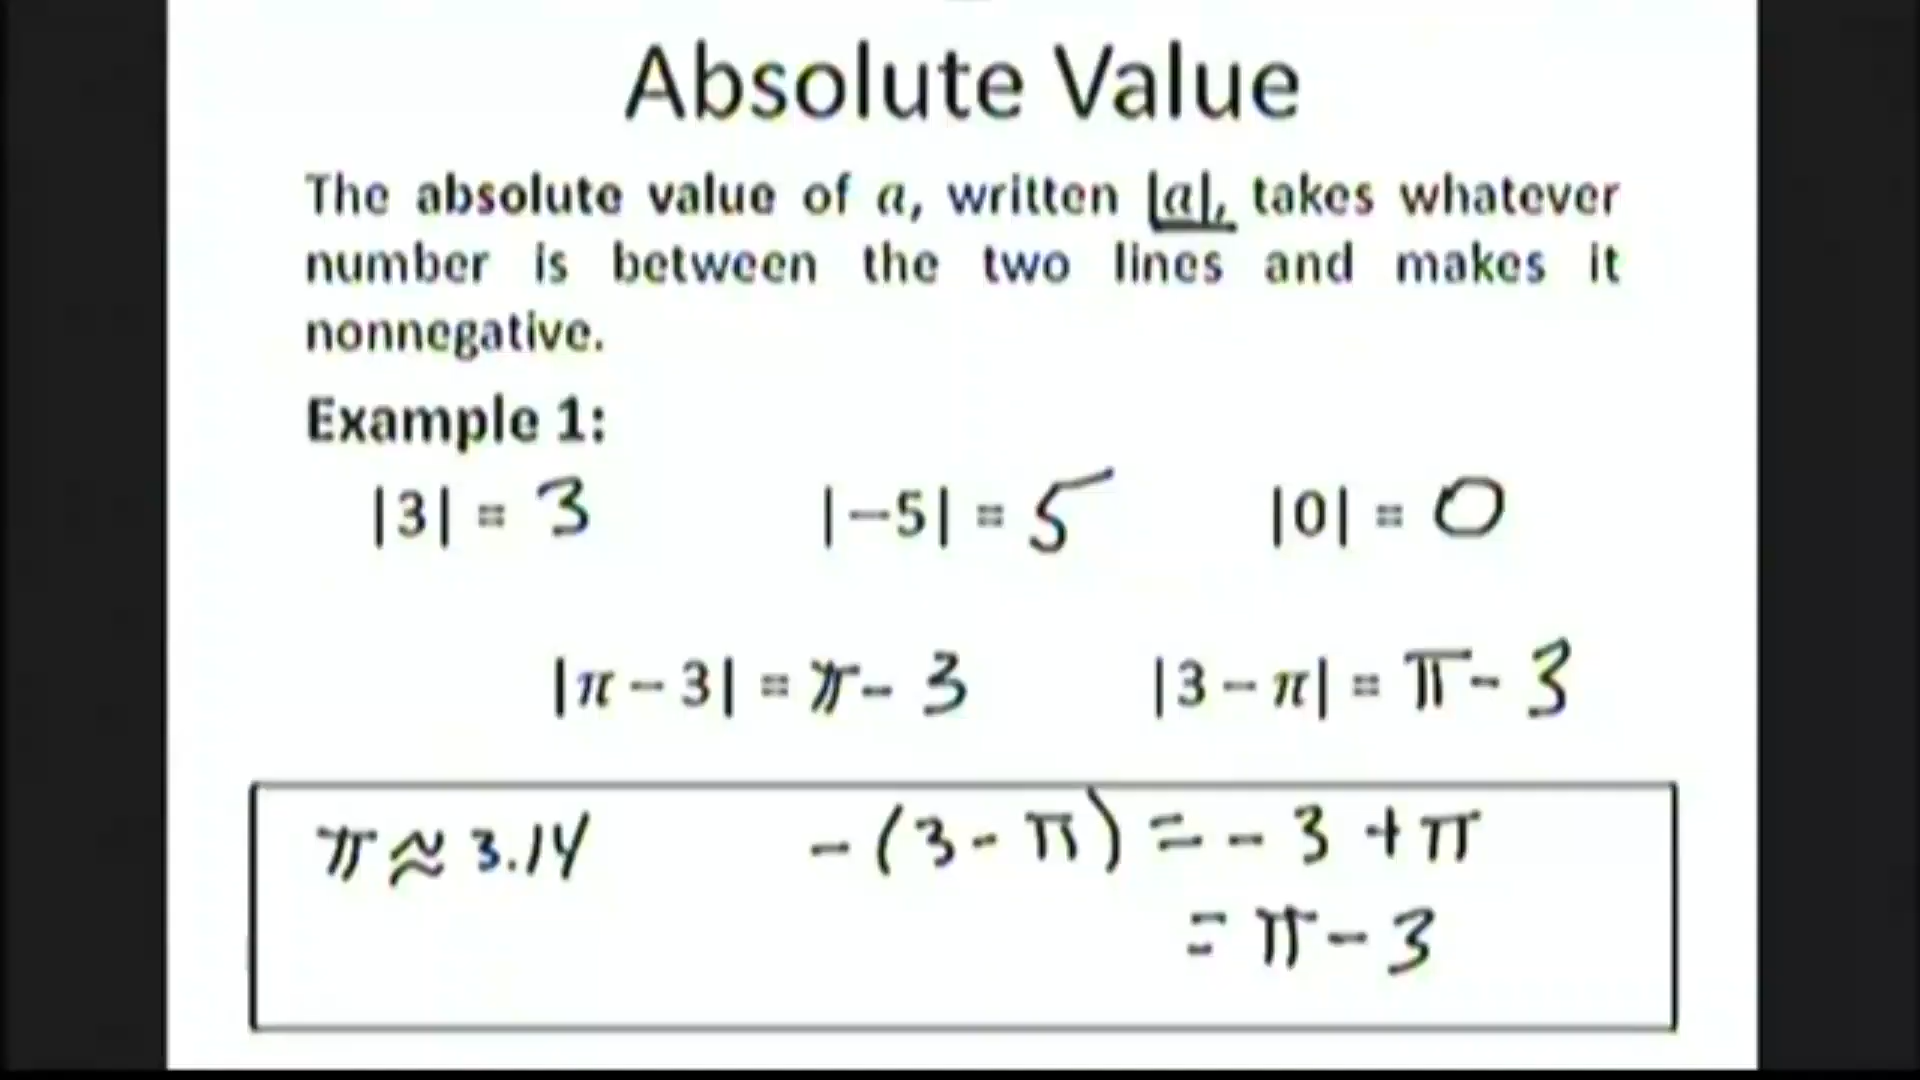 Absolute Value
The absolute value of a, written |a|, takes whatever
number is between the two lines and makes it
nonnegative.
Example 1:
|3| = 3 |−5| = 5 |0| = 0
|π − 3| = π - 3 |3 − π| = π - 3
π ≈ 3.14 -(3 - π) = - 3 + π
= π - 3